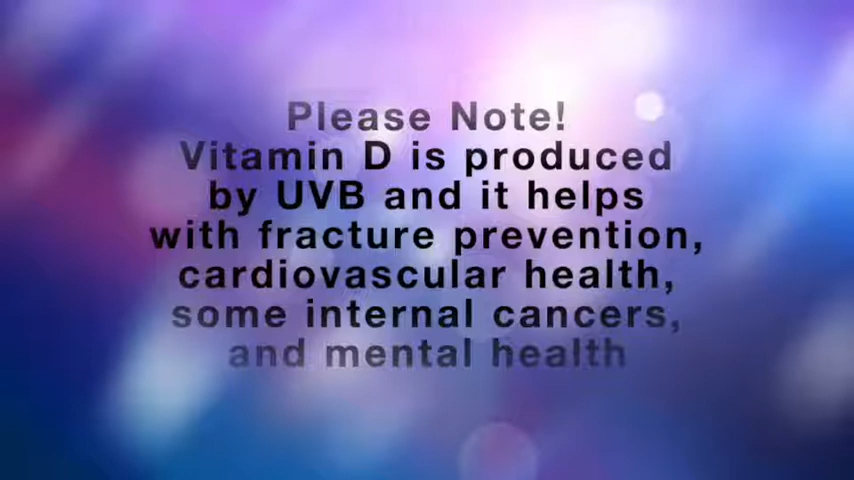 Please Note!
Vitamin D is produced
by UVB and it helps
with fracture prevention,
cardiovascular health,
some internal cancers,
and mental health